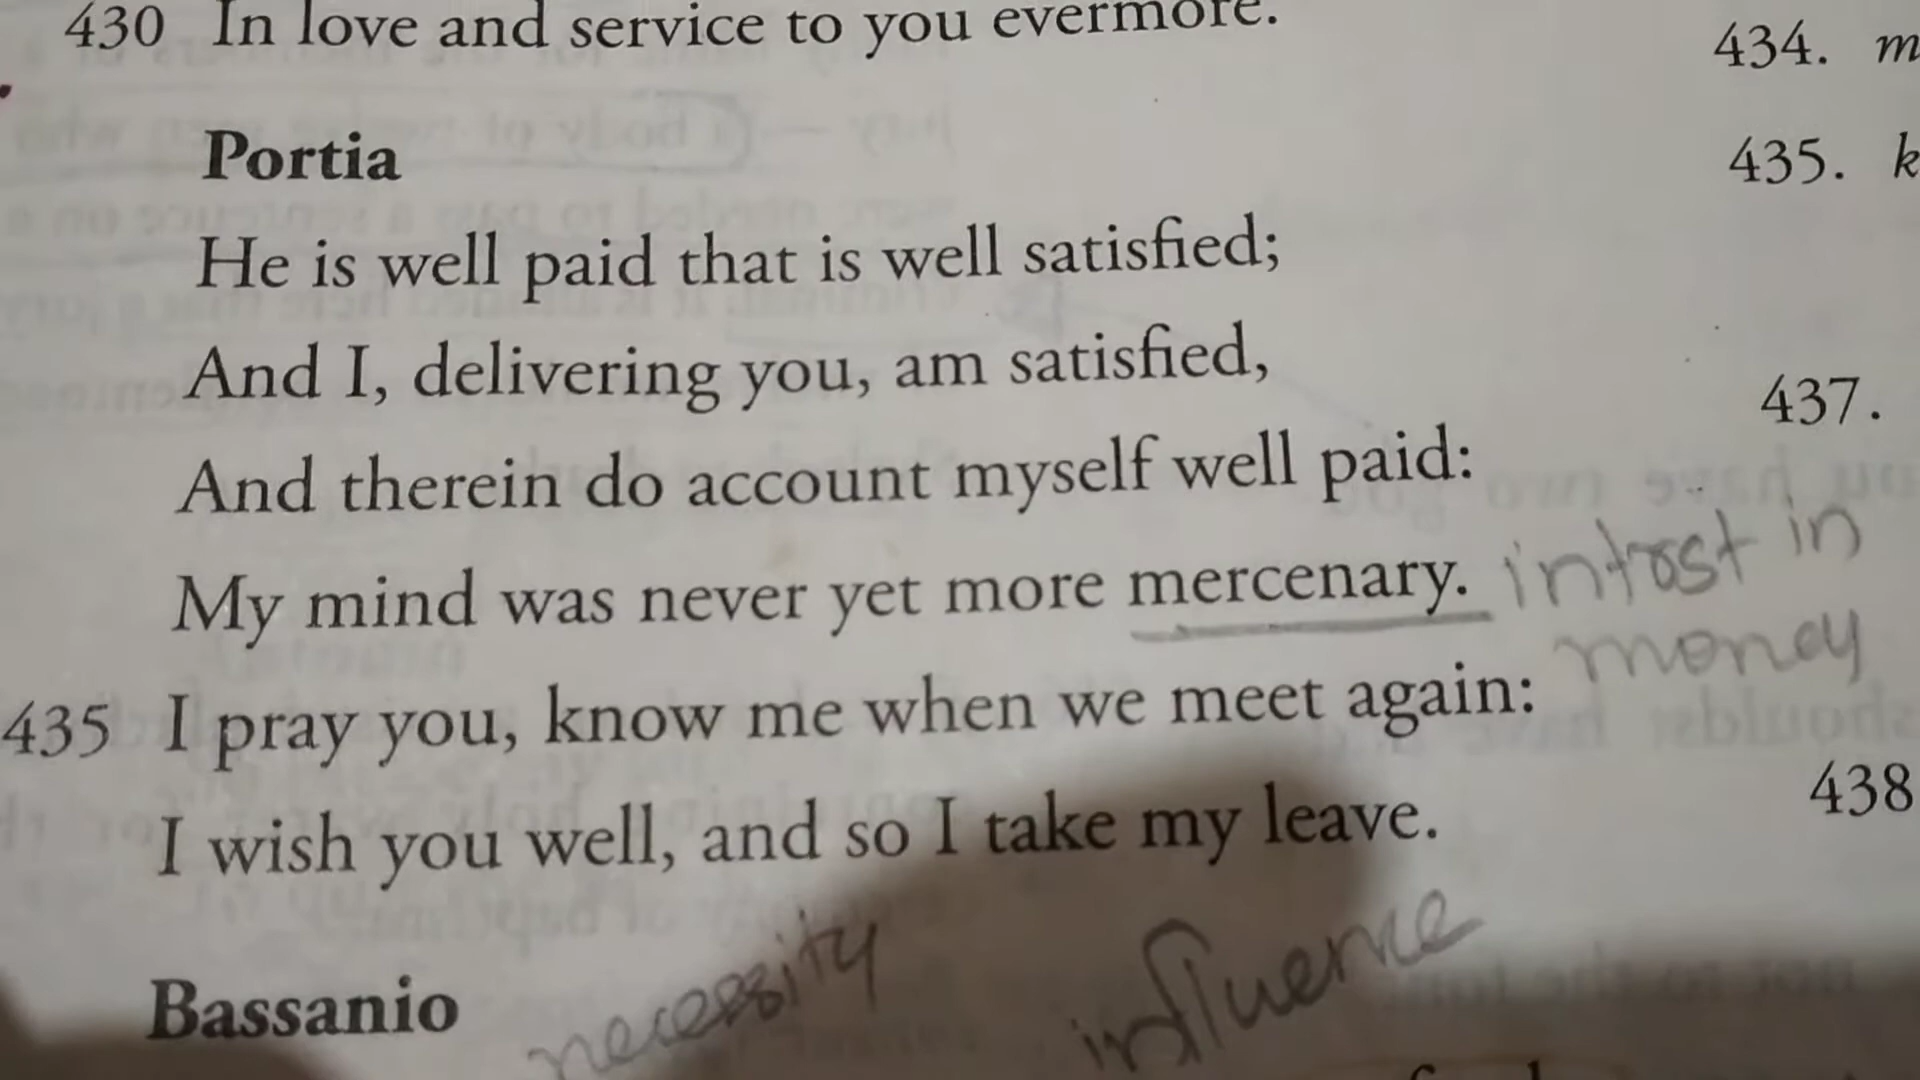 430 In love and service to you evermore.
434. m
Portia
435. k
He is well paid that is well satisfied;
And I, delivering you, am satisfied,
437.
And therein do account myself well paid:
My mind was never yet more mercenary. introst in
money
435 I pray you, know me when we meet again:
438
I wish you well, and so I take my leave.
Bassanio necessity influence